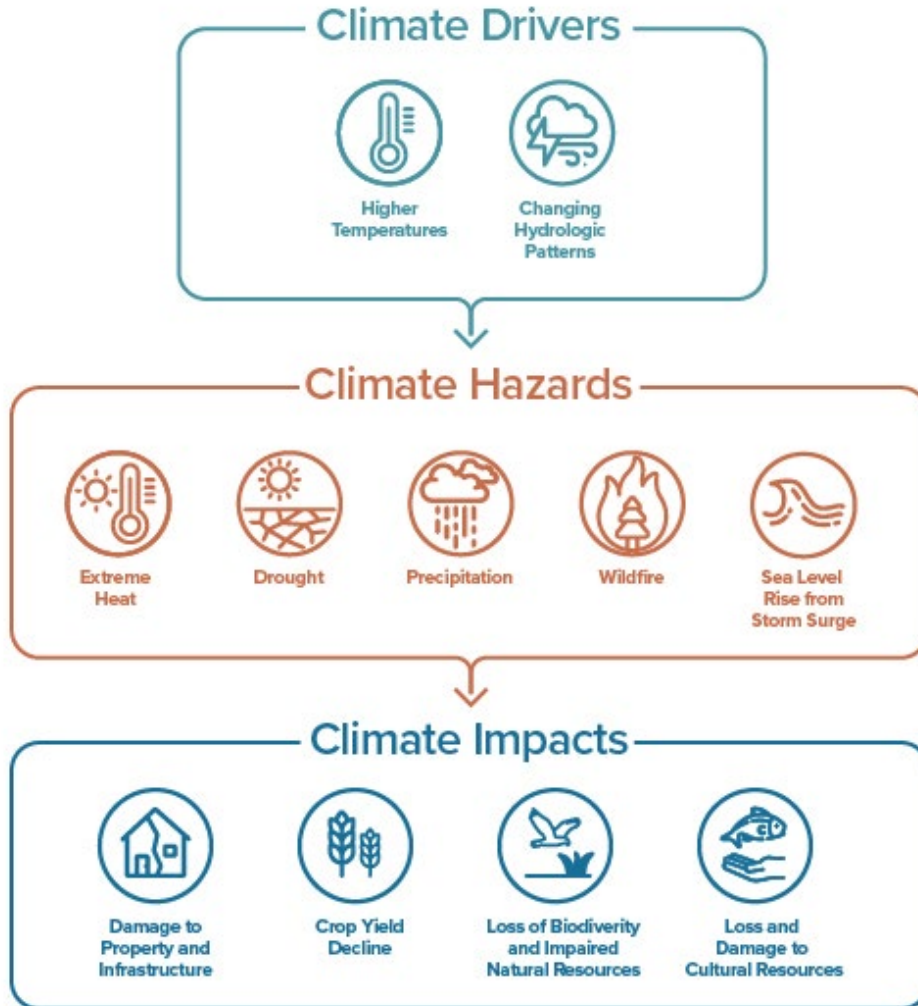 Climate Drivers
Higher
Temperatures
Changing
Hydrologic
Patterns
Climate Hazards
Extreme
Heat
Drought
Precipitation
Wildfire
Sea Level
Rise from
Storm Surge
Climate Impacts
Damage to
Property and
Infrastructure
Crop Yield
Decline
Loss of Biodiverity
and Impaired
Natural Resources
Loss and
Damage to
Cultural Resources